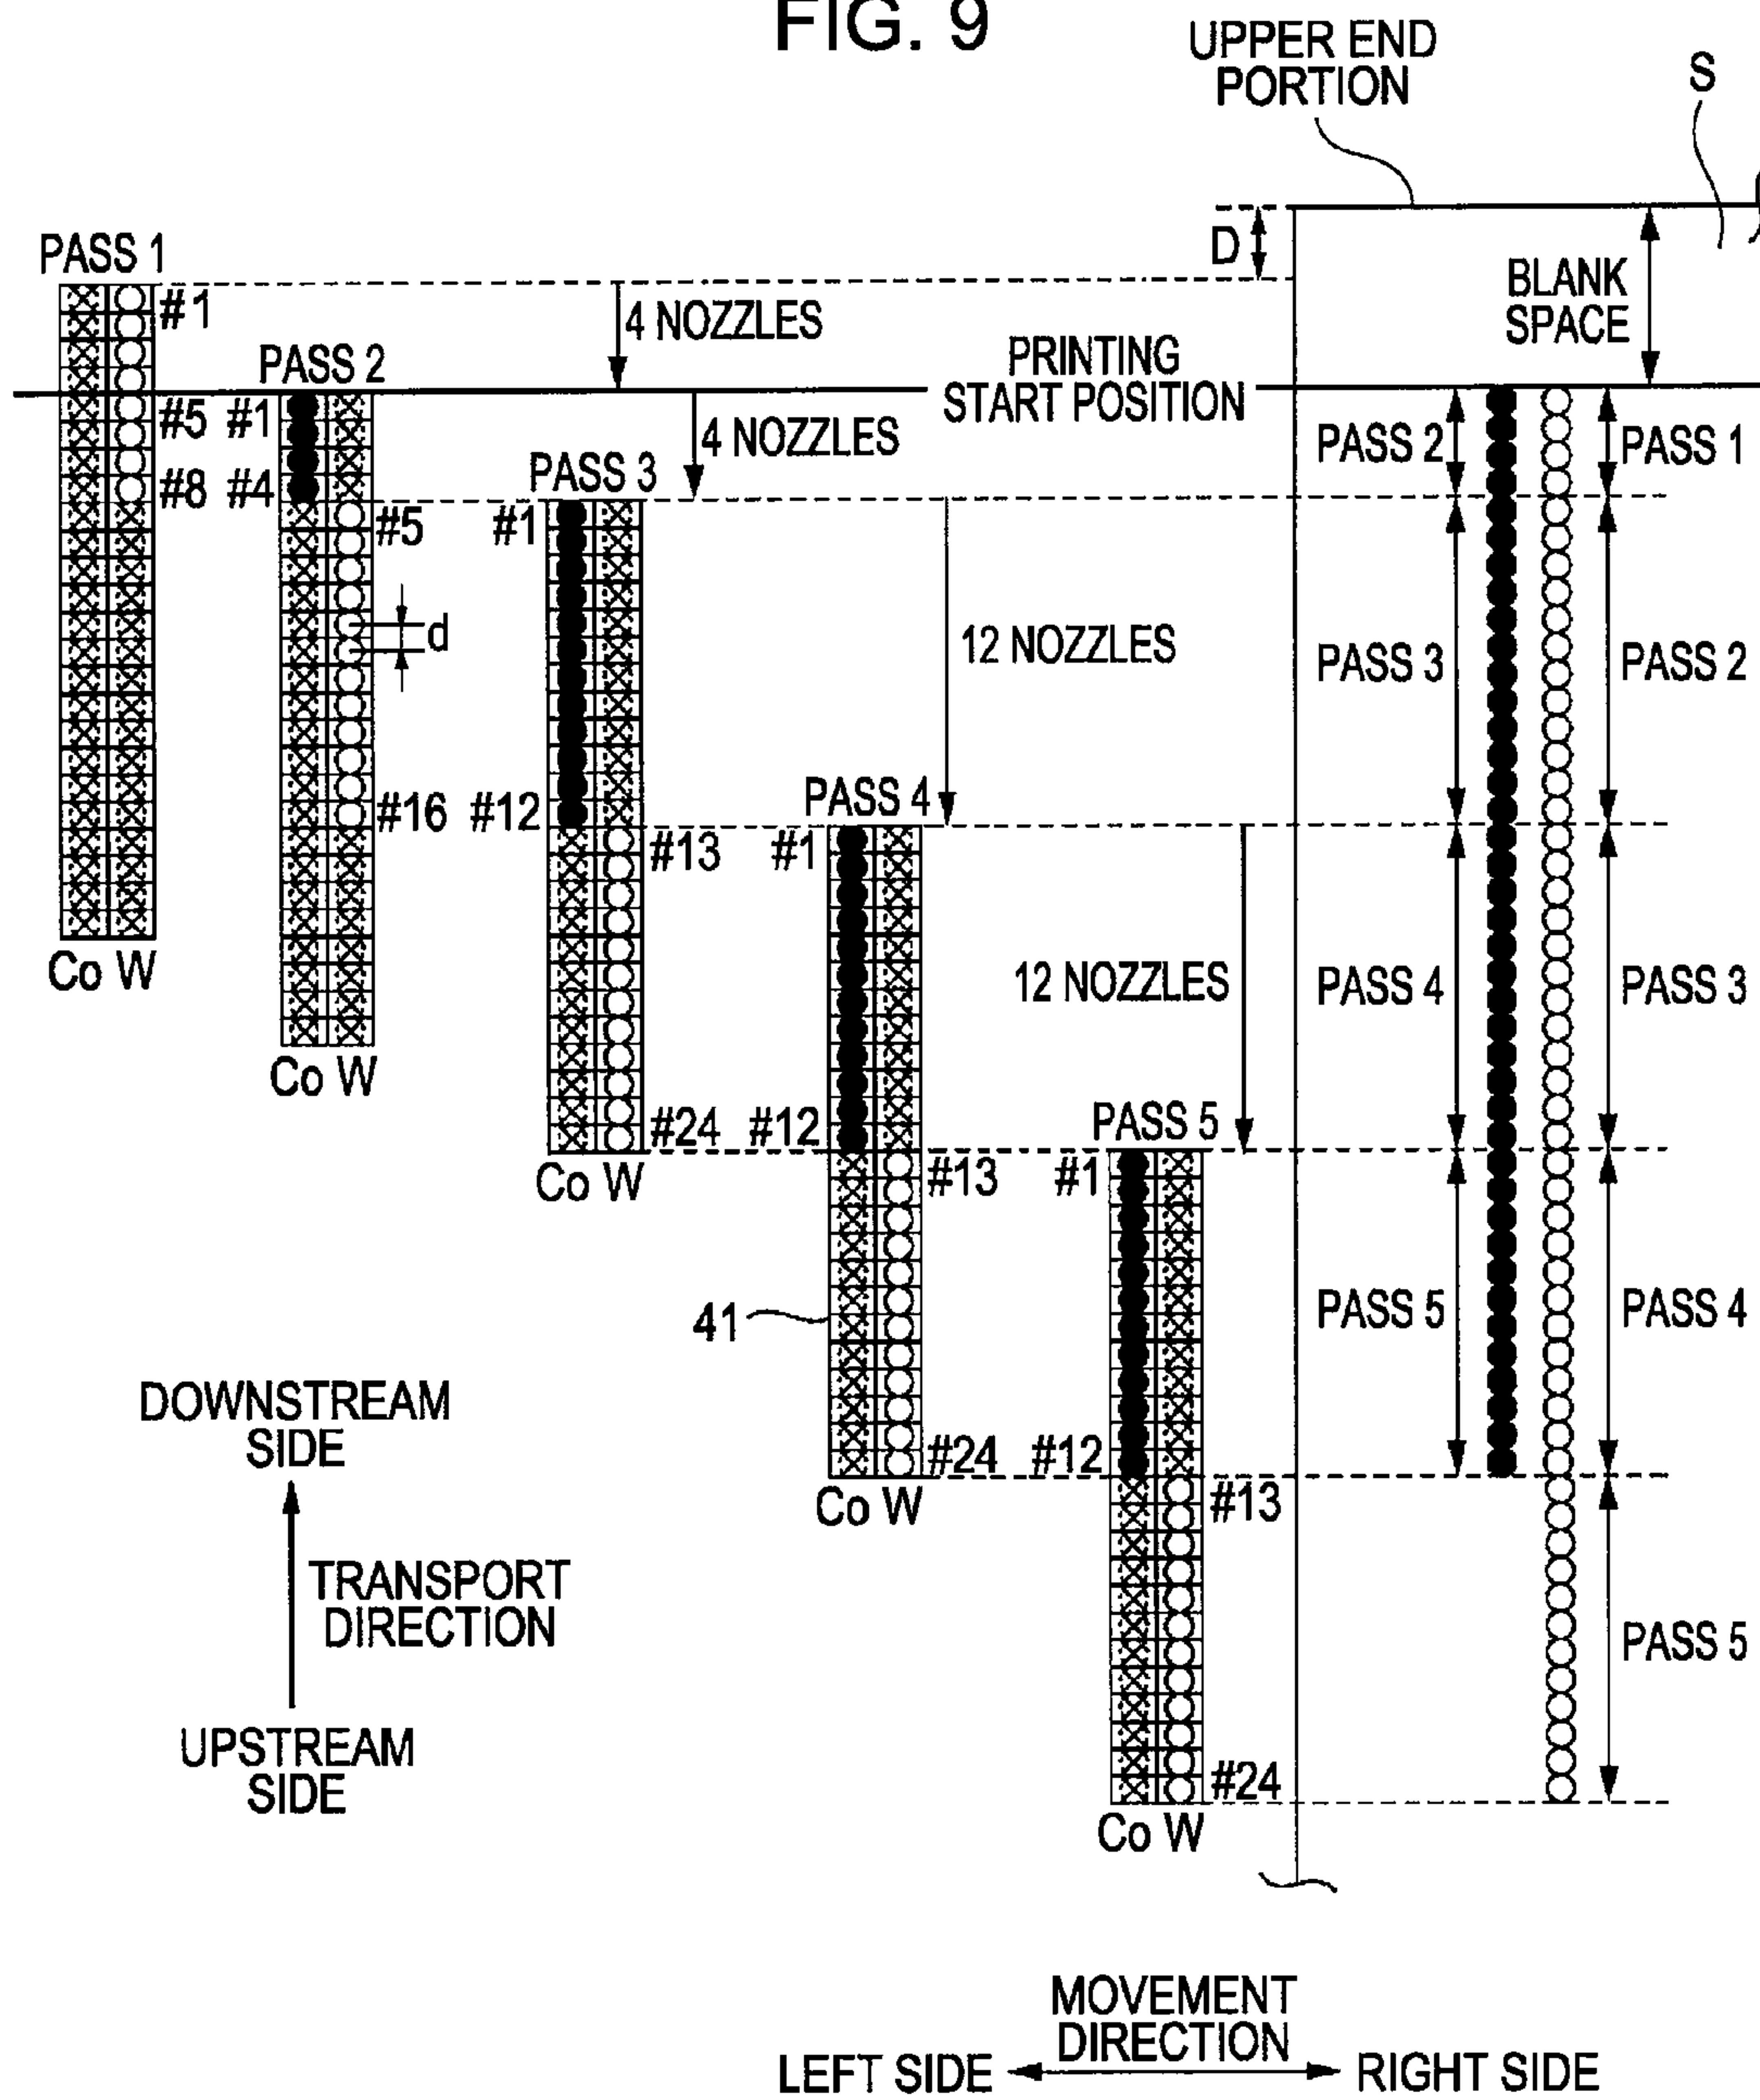 FIG. 9
UPPER END
PORTION
S
D
PASS 1
#1
4 NOZZLES
BLANK
SPACE
PASS 2
PRINTING
START POSITION
#5 #1
4 NOZZLES
PASS 2
PASS 1
#8 #4
PASS 3
#5
#1
d
12 NOZZLES
PASS 3
PASS 2
#16
#12
PASS 4
#13
#1
Co W
12 NOZZLES
PASS 4
PASS 3
Co W
#24
#12
PASS 5
Co W
#13
#1
41
PASS 5
PASS 4
DOWNSTREAM
SIDE
#24
#12
Co W
#13
TRANSPORT
DIRECTION
PASS 5
UPSTREAM
SIDE
#24
Co W
MOVEMENT
DIRECTION
LEFT SIDE
RIGHT SIDE